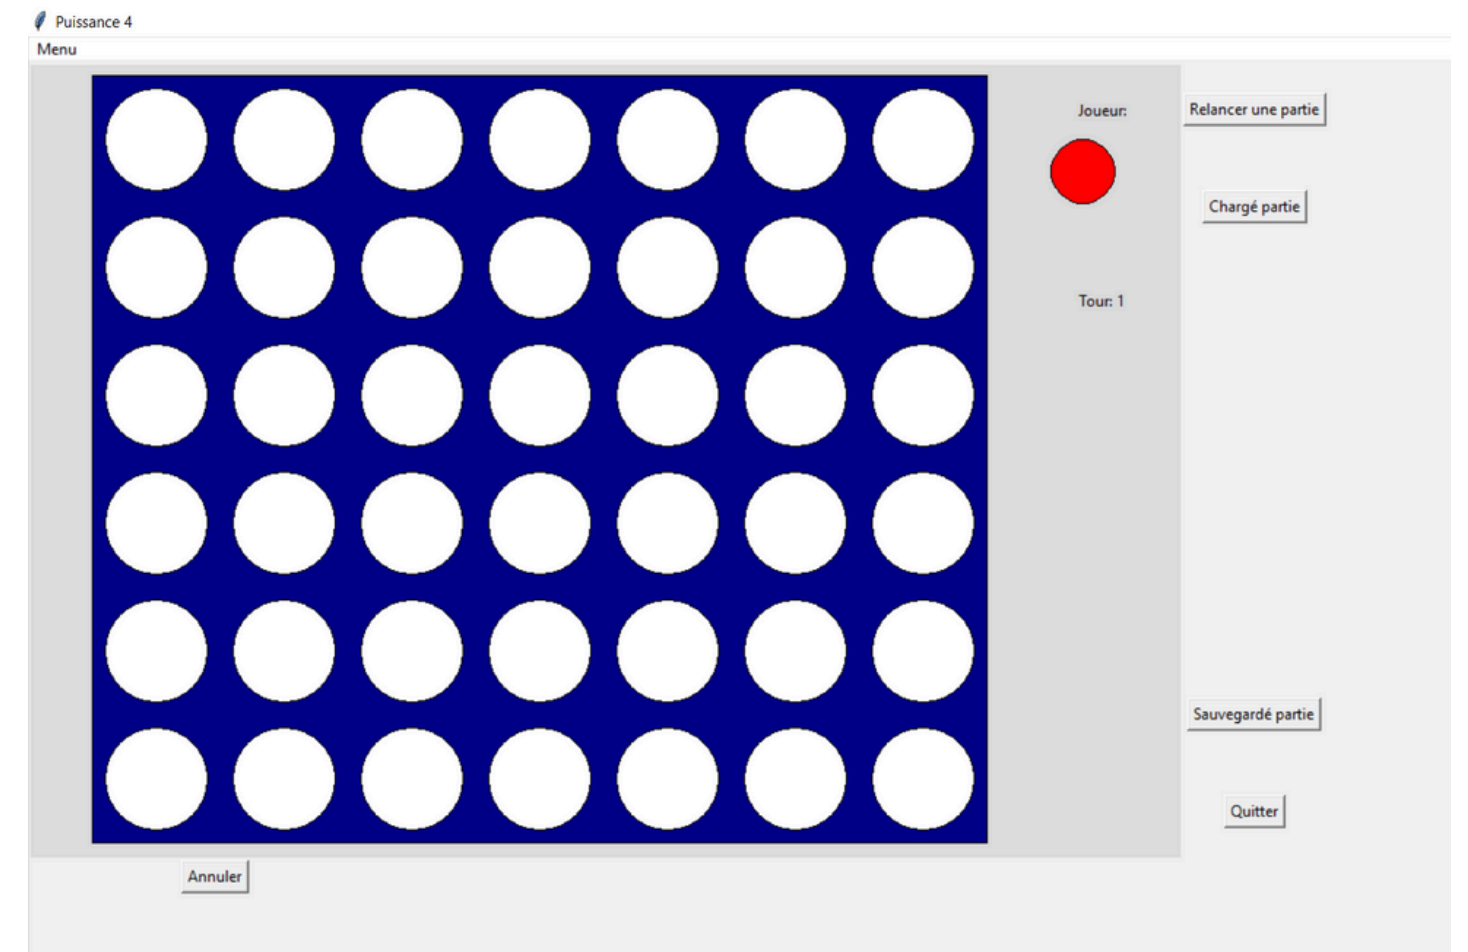 Puissance 4
Menu
Joueur:
Relancer une partie
Chargé partie
Tour: 1
Sauvegardé partie
Quitter
Annuler